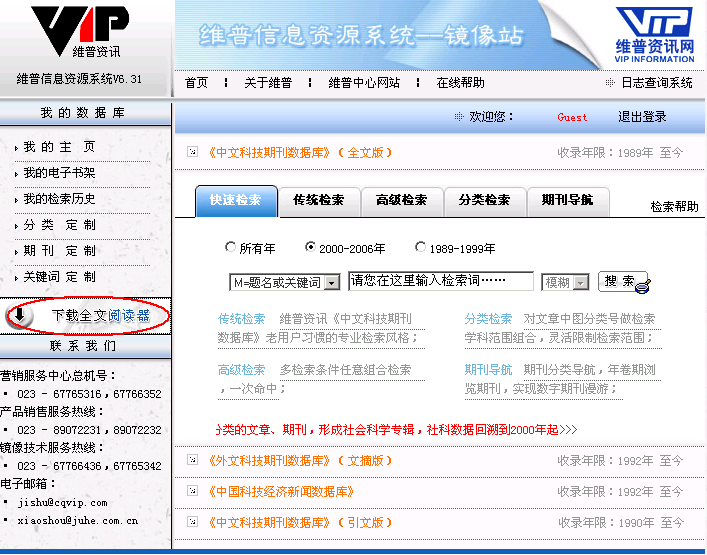 VIP
维普资讯
维普信息资源系统V6.31
维普信息资源系统--镜像站
VIP
维普资讯网
VIP INFORMATION
首页 关于维普 维普中心网站 在线帮助 日志查询系统
我的数据库
欢迎您： Guest 退出登录
我的主页
我的电子书架
我的检索历史
分类 定制
期刊 定制
关键词 定制
下载全文阅读器
联系我们
营销服务中心总机号：
· 023 - 67765316，67766352
产品销售服务热线：
· 023 - 89072231，89072232
镜像技术服务热线：
· 023 - 67766436，67765342
电子邮箱：
· jishu@cqvip.com
· xiaoshou@juhe.com.cn
《中文科技期刊数据库》（全文版） 收录年限：1989年 至今
快速检索 传统检索 高级检索 分类检索 期刊导航 检索帮助
所有年 2000-2006年 1989-1999年
M=题名或关键词 请您在这里输入检索词…… 模糊 搜索
传统检索 维普资讯《中文科技期刊
数据库》老用户习惯的专业检索风格；
分类检索 对文章中图分类号做检索
学科范围组合，灵活限制检索范围；
高级检索 多检索条件任意组合检索
，一次命中；
期刊导航 期刊分类导航，年卷期浏
览期刊，实现数字期刊漫游；
分类的文章、期刊，形成社会科学专辑，社科数据回溯到2000年起>>>
《外文科技期刊数据库》（文摘版） 收录年限：1992年 至今
《中国科技经济新闻数据库》 收录年限：1992年 至今
《中文科技期刊数据库》（引文版） 收录年限：1990年 至今